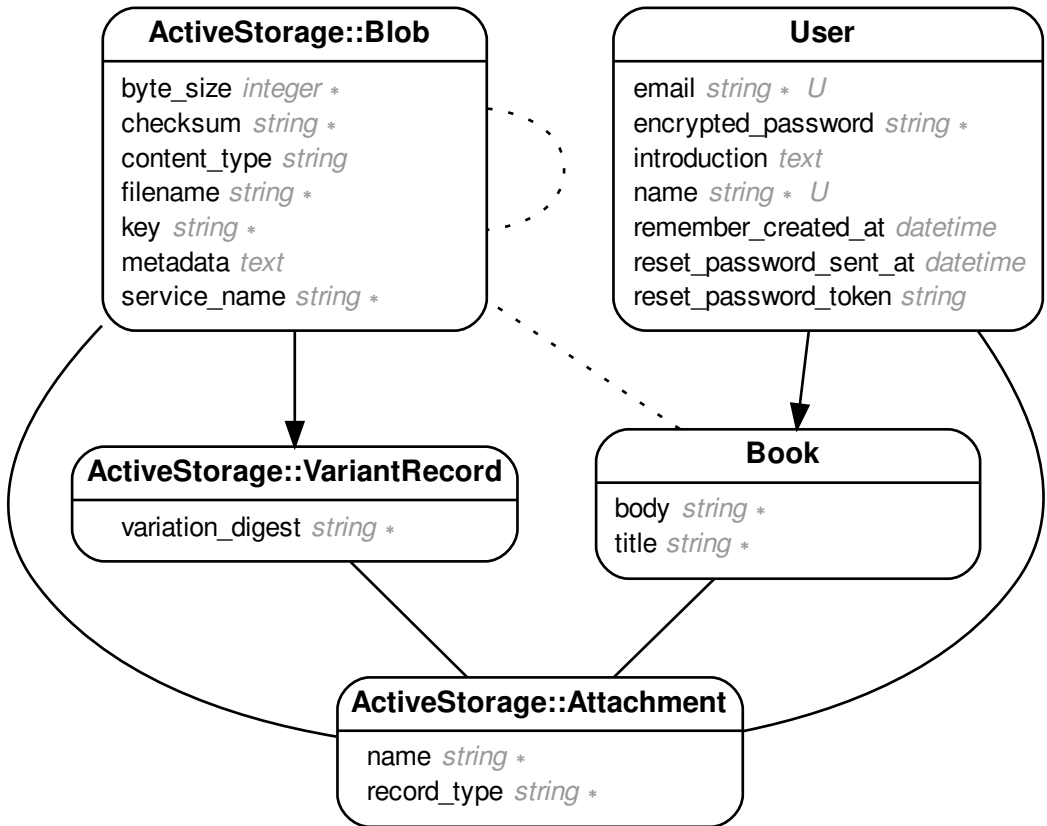 ActiveStorage::Blob
byte_size integer *
checksum string *
content_type string
filename string *
key string *
metadata text
service_name string *
User
email string * U
encrypted_password string *
introduction text
name string * U
remember_created_at datetime
reset_password_sent_at datetime
reset_password_token string
ActiveStorage::VariantRecord
variation_digest string *
Book
body string *
title string *
ActiveStorage::Attachment
name string *
record_type string *